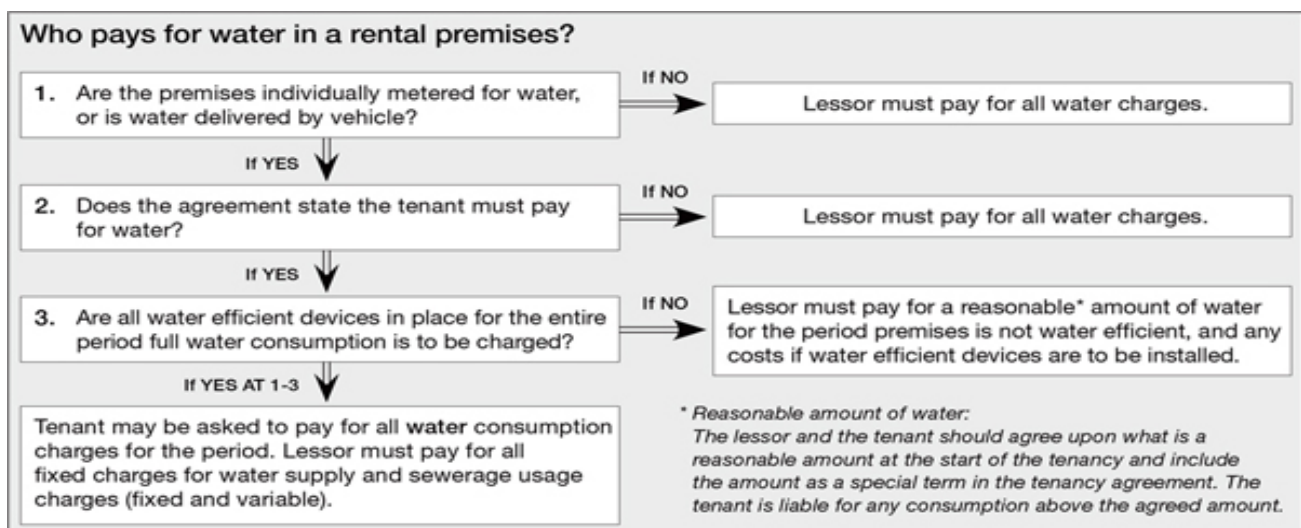 Who pays for water in a rental premises?
1. Are the premises individually metered for water,
or is water delivered by vehicle?
If NO
Lessor must pay for all water charges.
If YES
2. Does the agreement state the tenant must pay
for water?
If NO
Lessor must pay for all water charges.
If YES
3. Are all water efficient devices in place for the entire
period full water consumption is to be charged?
If NO
Lessor must pay for a reasonable* amount of water
for the period premises is not water efficient, and any
costs if water efficient devices are to be installed.
If YES AT 1-3
Tenant may be asked to pay for all water consumption
charges for the period. Lessor must pay for all
fixed charges for water supply and sewerage usage
charges (fixed and variable).
* Reasonable amount of water:
The lessor and the tenant should agree upon what is a
reasonable amount at the start of the tenancy and include
the amount as a special term in the tenancy agreement. The
tenant is liable for any consumption above the agreed amount.